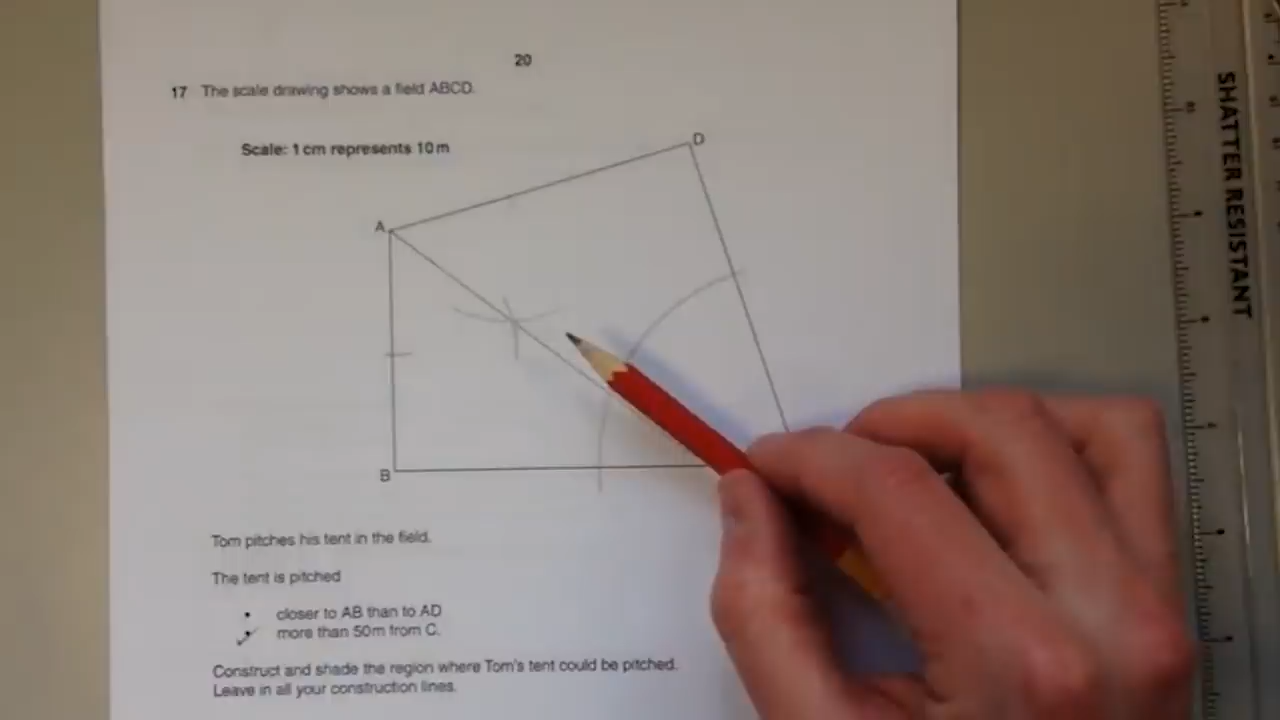 20
17 The scale drawing shows a field ABCD.
Scale: 1 cm represents 10 m
D
A
B
Tom pitches his tent in the field.
The tent is pitched
• closer to AB than to AD
• more than 50m from C.
Construct and shade the region where Tom's tent could be pitched.
Leave in all your construction lines.
SHATTER RESISTANT